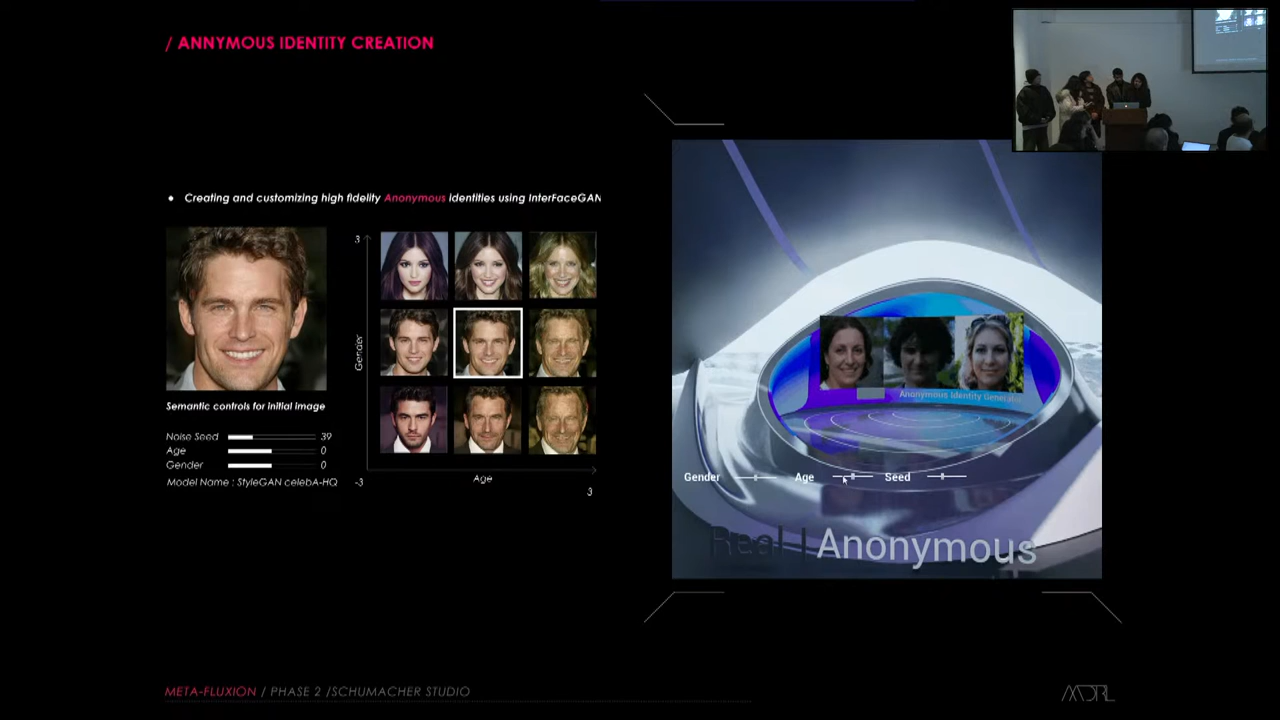 / ANNYMOUS IDENTITY CREATION
● Creating and customizing high fidelity Anonymous identities using InterFaceGAN
3
Gender
-3
Age
3
Semantic controls for initial image
Noise Seed 39
Age 0
Gender 0
Model Name : StyleGAN celebA-HQ
Anonymous Identity Generator
Gender Age Seed
Real | Anonymous
META-FLUXION / PHASE 2 /SCHUMACHER STUDIO